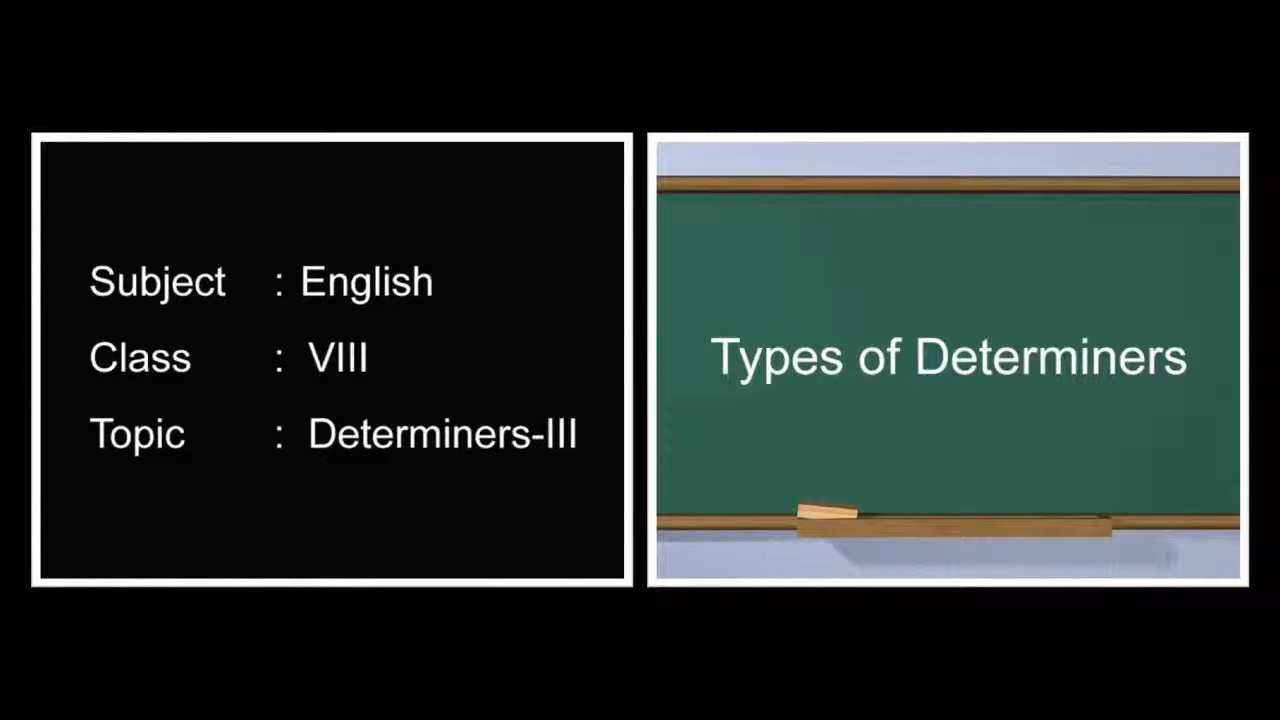 Subject : English
Class : VIII
Topic : Determiners-III
Types of Determiners